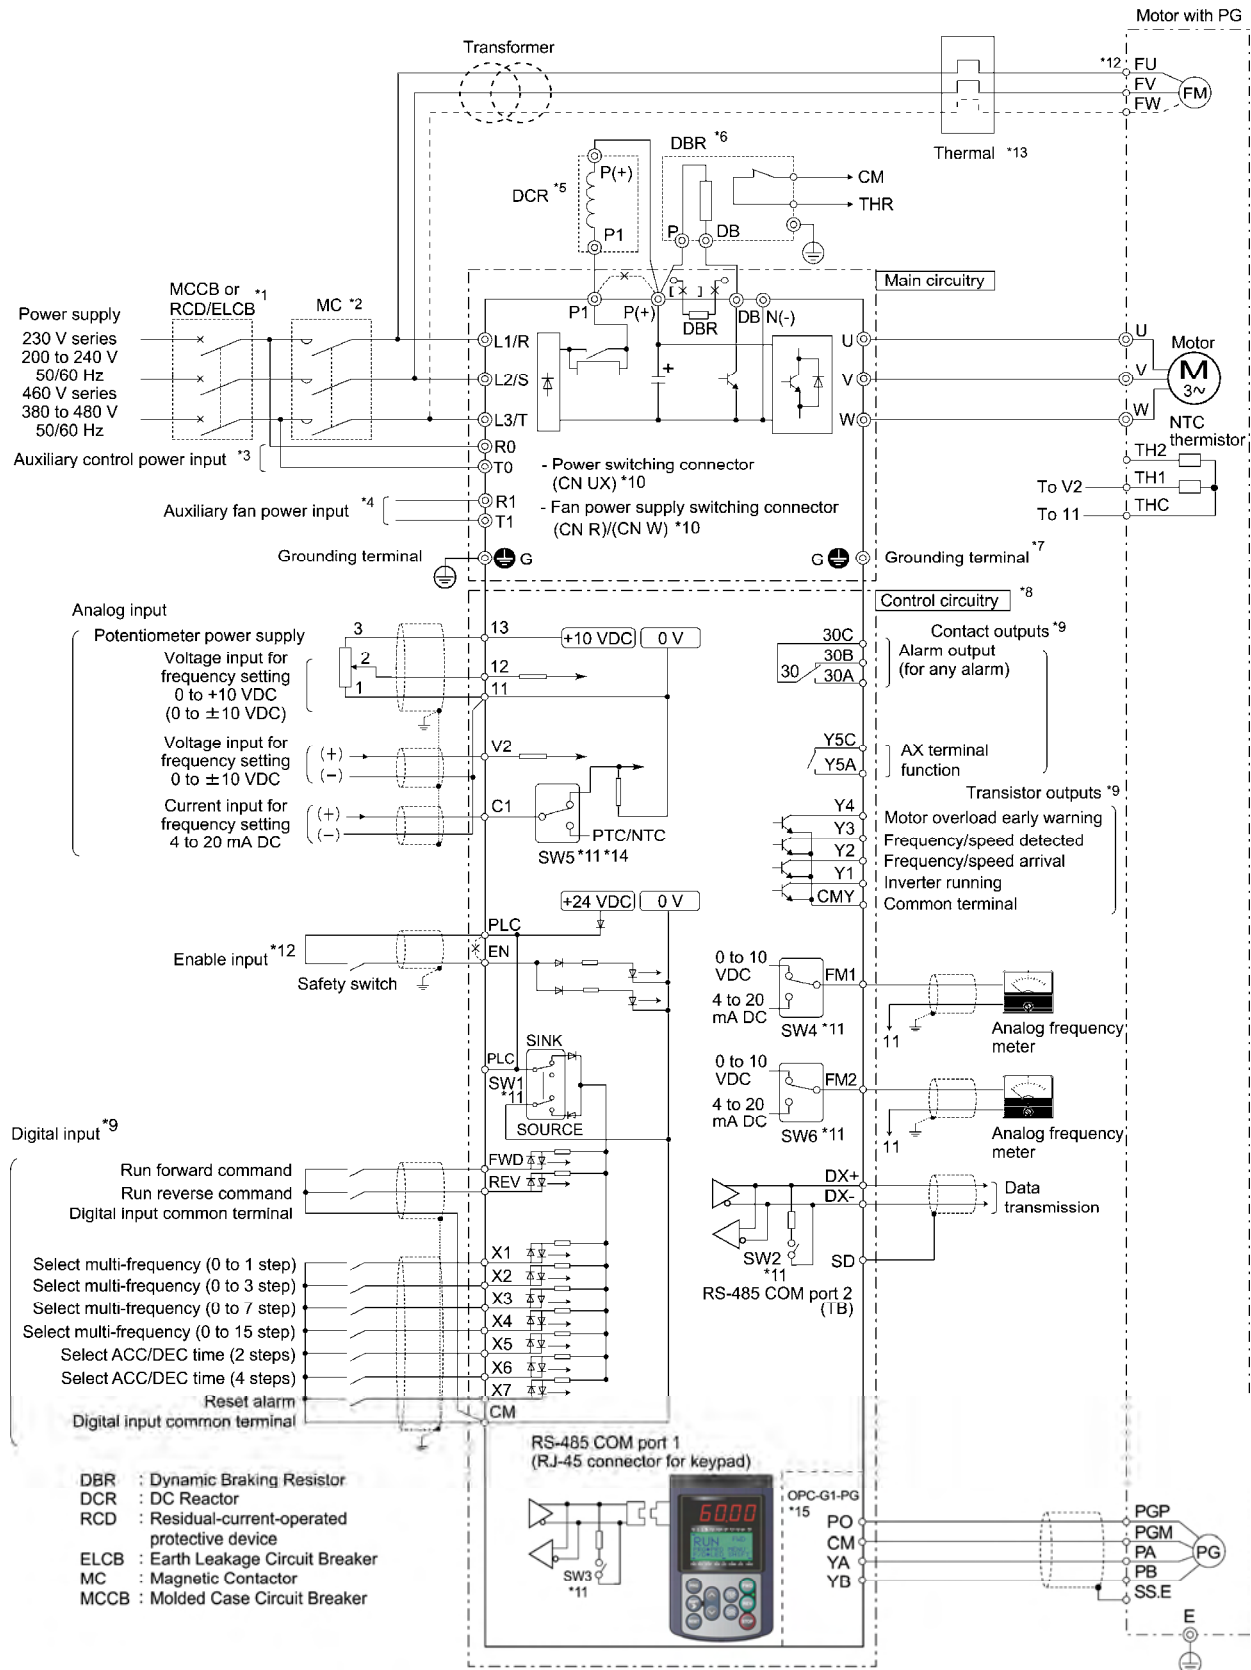 Motor with PG
Transformer
*12 FU
FV
FW
FM
Thermal *13
DBR *6
P(+)
DCR *5
P1
CM
THR
P
DB
Main circuitry
MCCB or
RCD/ELCB *1
MC *2
Power supply
230 V series
200 to 240 V
50/60 Hz
460 V series
380 to 480 V
50/60 Hz
P1 P(+) [ ] DBR DB N(-)
L1/R
L2/S
L3/T
R0
T0
U
V
W
U
V
W
Motor
M
3~
NTC
thermistor
TH2
TH1
THC
To V2
To 11
Auxiliary control power input *3
- Power switching connector
(CN UX) *10
Auxiliary fan power input *4
R1
T1
- Fan power supply switching connector
(CN R)/(CN W) *10
Grounding terminal
G
G
Grounding terminal *7
Control circuitry *8
Analog input
Potentiometer power supply
Voltage input for
frequency setting
0 to +10 VDC
(0 to ±10 VDC)
3
2
1
13
12
11
+10 VDC
0 V
Voltage input for
frequency setting
0 to ±10 VDC
(+)
(−)
V2
Current input for
frequency setting
4 to 20 mA DC
(+)
(−)
C1
PTC/NTC
SW5 *11 *14
30C
30B
30
30A
Contact outputs *9
Alarm output
(for any alarm)
Y5C
Y5A
AX terminal
function
Transistor outputs *9
Y4
Y3
Y2
Y1
CMY
Motor overload early warning
Frequency/speed detected
Frequency/speed arrival
Inverter running
Common terminal
+24 VDC
0 V
PLC
EN
Enable input *12
Safety switch
0 to 10
VDC
4 to 20
mA DC
FM1
SW4 *11
11
Analog frequency
meter
SINK
PLC
SW1
*11
SOURCE
0 to 10
VDC
4 to 20
mA DC
FM2
SW6 *11
11
Analog frequency
meter
Digital input *9
Run forward command
Run reverse command
Digital input common terminal
FWD
REV
DX+
DX-
Data
transmission
SW2
*11
SD
RS-485 COM port 2
(TB)
Select multi-frequency (0 to 1 step)
Select multi-frequency (0 to 3 step)
Select multi-frequency (0 to 7 step)
Select multi-frequency (0 to 15 step)
Select ACC/DEC time (2 steps)
Select ACC/DEC time (4 steps)
Reset alarm
Digital input common terminal
X1
X2
X3
X4
X5
X6
X7
CM
RS-485 COM port 1
(RJ-45 connector for keypad)
SW3
*11
60.00
RUN
OPC-G1-PG
*15
PO
CM
YA
YB
PGP
PGM
PA
PB
SS.E
PG
E
DBR : Dynamic Braking Resistor
DCR : DC Reactor
RCD : Residual-current-operated
protective device
ELCB : Earth Leakage Circuit Breaker
MC : Magnetic Contactor
MCCB : Molded Case Circuit Breaker